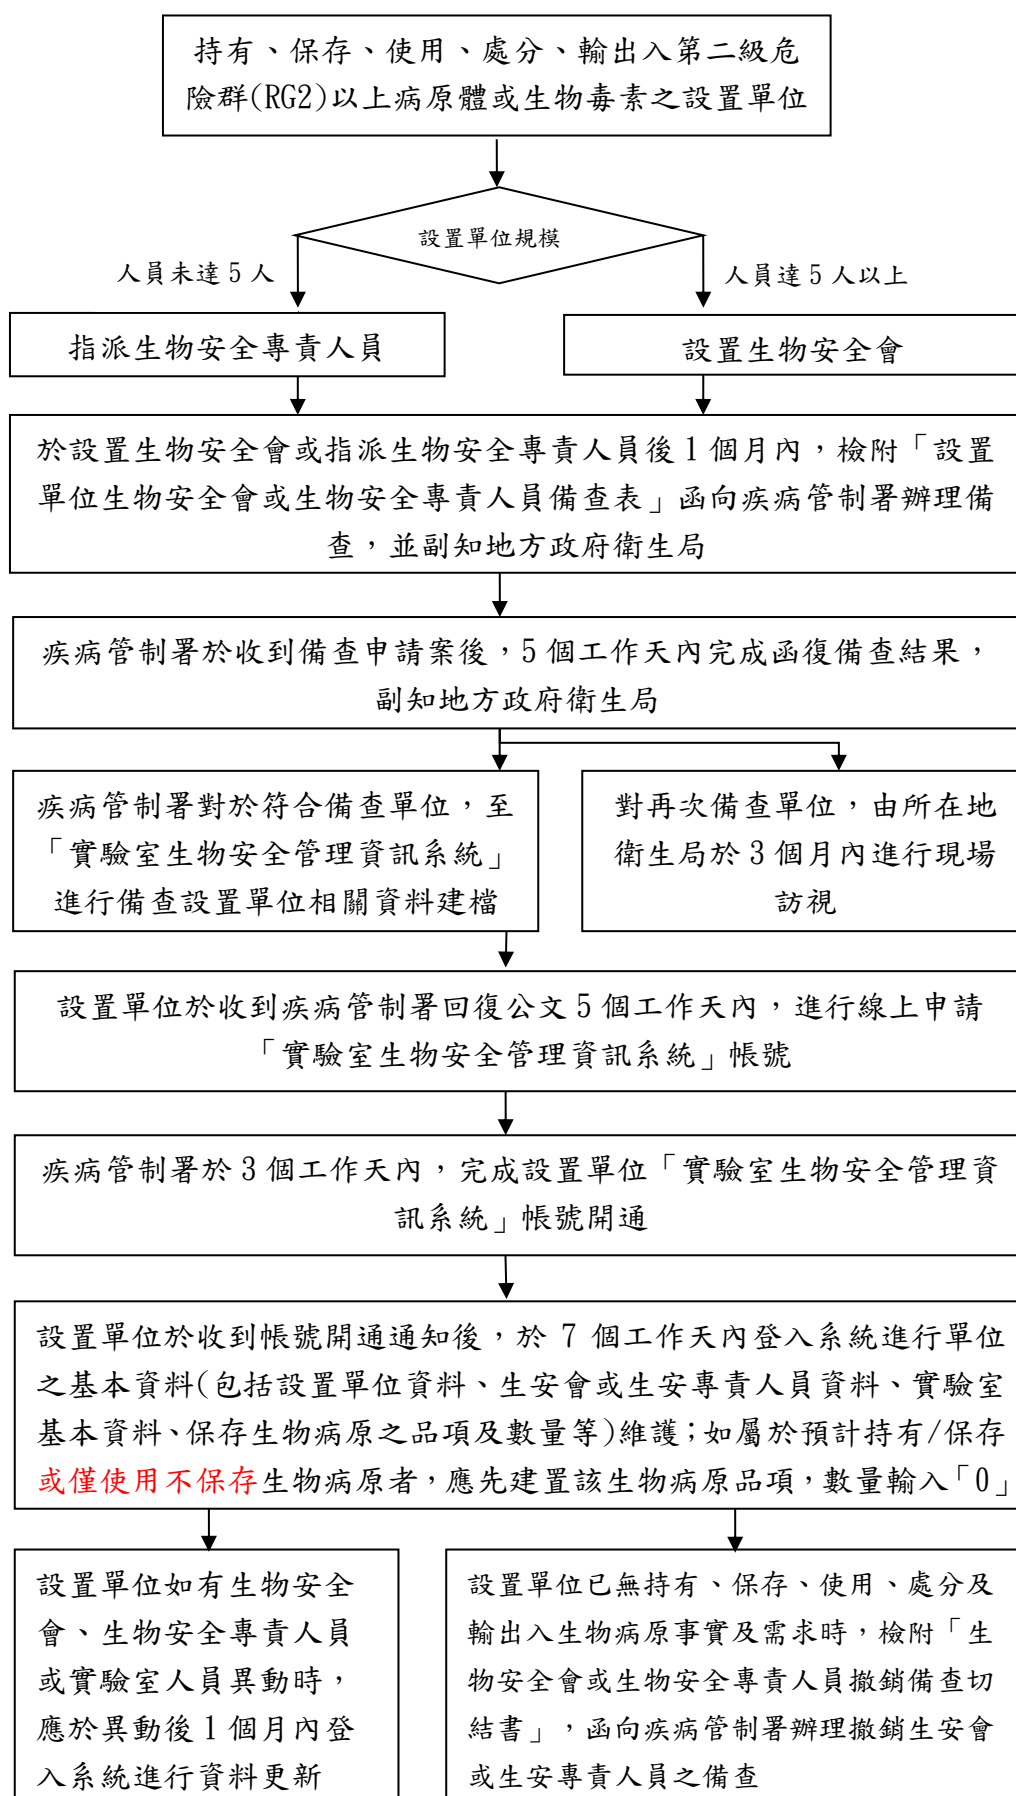 持有、保存、使用、處分、輸出入第二級危
險群(RG2)以上病原體或生物毒素之設置單位
設置單位規模
人員未達 5 人
人員達 5 人以上
指派生物安全專責人員
設置生物安全會
於設置生物安全會或指派生物安全專責人員後 1 個月內，檢附「設置
單位生物安全會或生物安全專責人員備查表」函向疾病管制署辦理備
查，並副知地方政府衛生局
疾病管制署於收到備查申請案後，5 個工作天內完成函復備查結果，
副知地方政府衛生局
疾病管制署對於符合備查單位，至
「實驗室生物安全管理資訊系統」
進行備查設置單位相關資料建檔
對再次備查單位，由所在地
衛生局於 3 個月內進行現場
訪視
設置單位於收到疾病管制署回復公文 5 個工作天內，進行線上申請
「實驗室生物安全管理資訊系統」帳號
疾病管制署於 3 個工作天內，完成設置單位「實驗室生物安全管理資
訊系統」帳號開通
設置單位於收到帳號開通通知後，於 7 個工作天內登入系統進行單位
之基本資料(包括設置單位資料、生安會或生安專責人員資料、實驗室
基本資料、保存生物病原之品項及數量等)維護；如屬於預計持有/保存
或僅使用不保存生物病原者，應先建置該生物病原品項，數量輸入「0」
設置單位如有生物安全
會、生物安全專責人員
或實驗室人員異動時，
應於異動後 1 個月內登
入系統進行資料更新
設置單位已無持有、保存、使用、處分及
輸出入生物病原事實及需求時，檢附「生
物安全會或生物安全專責人員撤銷備查切
結書」，函向疾病管制署辦理撤銷生安會
或生安專責人員之備查